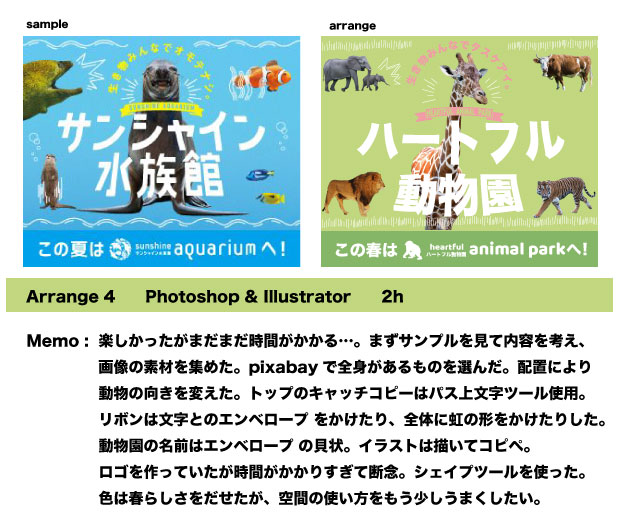 sample
arrange
生き物みんなでオモテナシ。
SUNSHINE AQUARIUM
サンシャイン
水族館
この夏は sunshine サンシャイン水族館 aquarium へ!
生き物みんなでタスケアイ。
ハートフル
動物園
この春は heartful ハートフル動物園 animal parkへ!
Arrange 4 Photoshop & Illustrator 2h
Memo : 楽しかったがまだまだ時間がかかる…。まずサンプルを見て内容を考え、
画像の素材を集めた。pixabayで全身があるものを選んだ。配置により
動物の向きを変えた。トップのキャッチコピーはパス上文字ツール使用。
リボンは文字とのエンベロープ をかけたり、全体に虹の形をかけたりした。
動物園の名前はエンベロープ の貝状。イラストは描いてコピペ。
ロゴを作っていたが時間がかかりすぎて断念。シェイプツールを使った。
色は春らしさをだせたが、空間の使い方をもう少しうまくしたい。